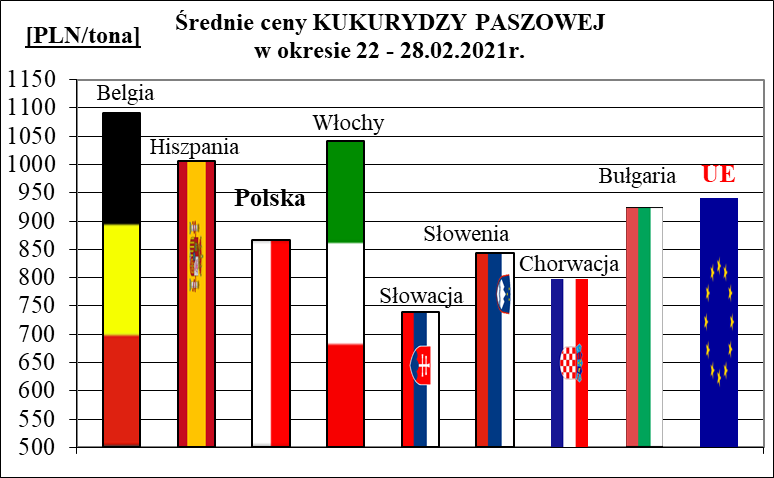 Średnie ceny KUKURYDZY PASZOWEJ
w okresie 22 - 28.02.2021r.
[PLN/tona]
1150
1100
1050
1000
950
900
850
800
750
700
650
600
550
500
Belgia
Hiszpania
Polska
Włochy
Słowacja
Słowenia
Chorwacja
Bułgaria
UE